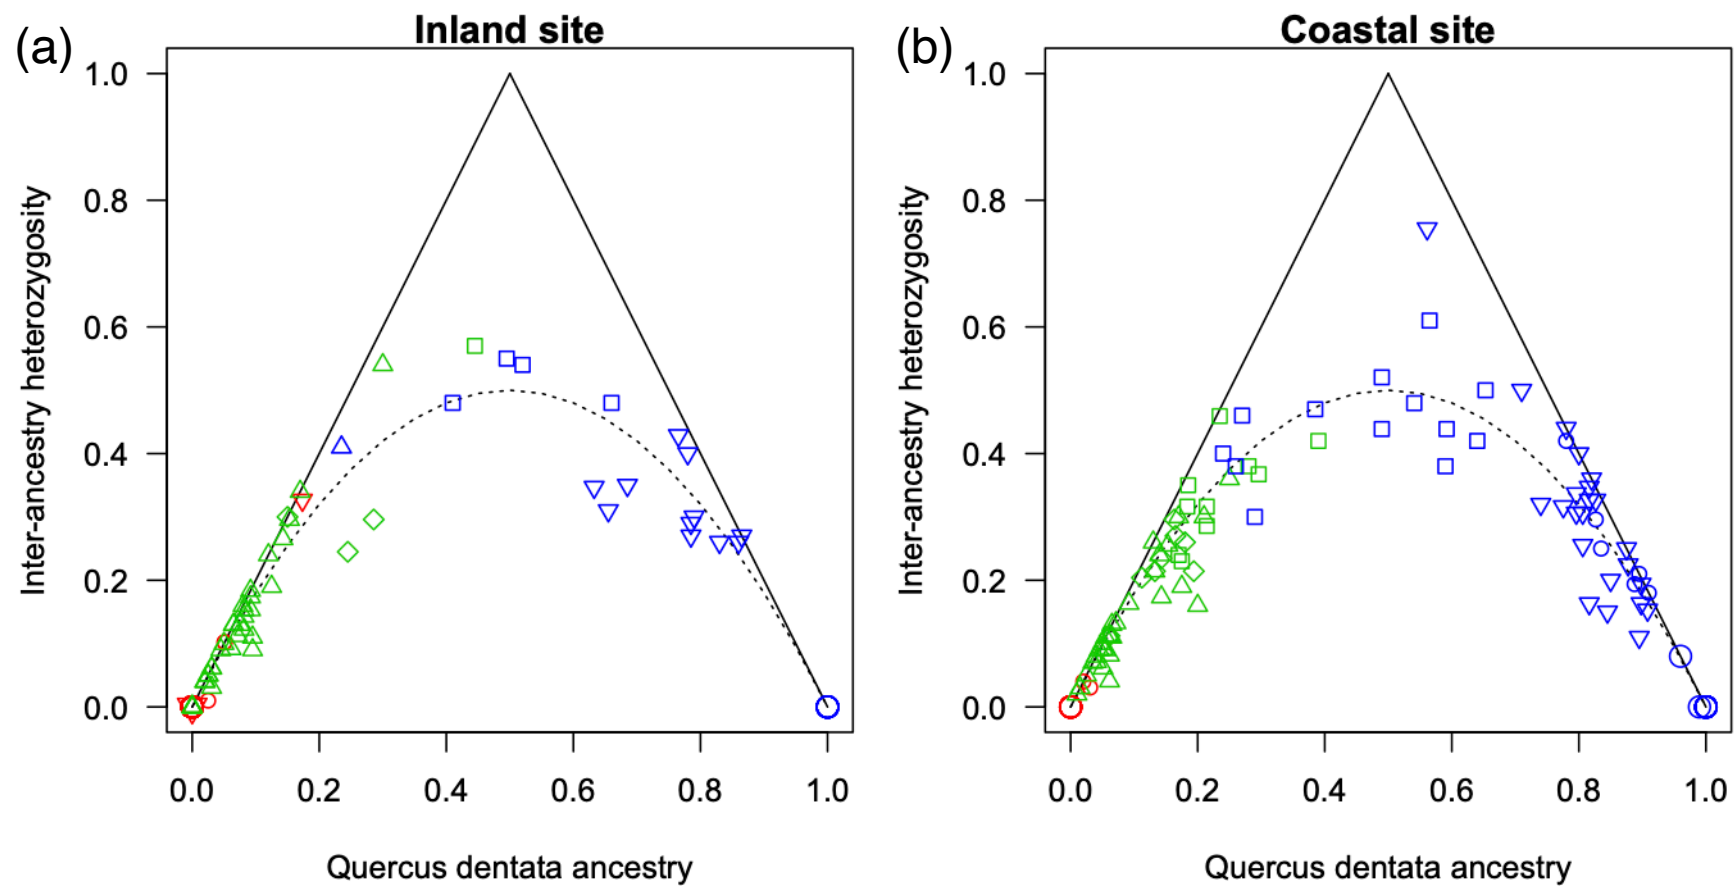 (a)
Inland site
1.0
0.8
0.6
0.4
0.2
0.0
Inter-ancestry heterozygosity
0.0 0.2 0.4 0.6 0.8 1.0
Quercus dentata ancestry
(b)
Coastal site
1.0
0.8
0.6
0.4
0.2
0.0
Inter-ancestry heterozygosity
0.0 0.2 0.4 0.6 0.8 1.0
Quercus dentata ancestry